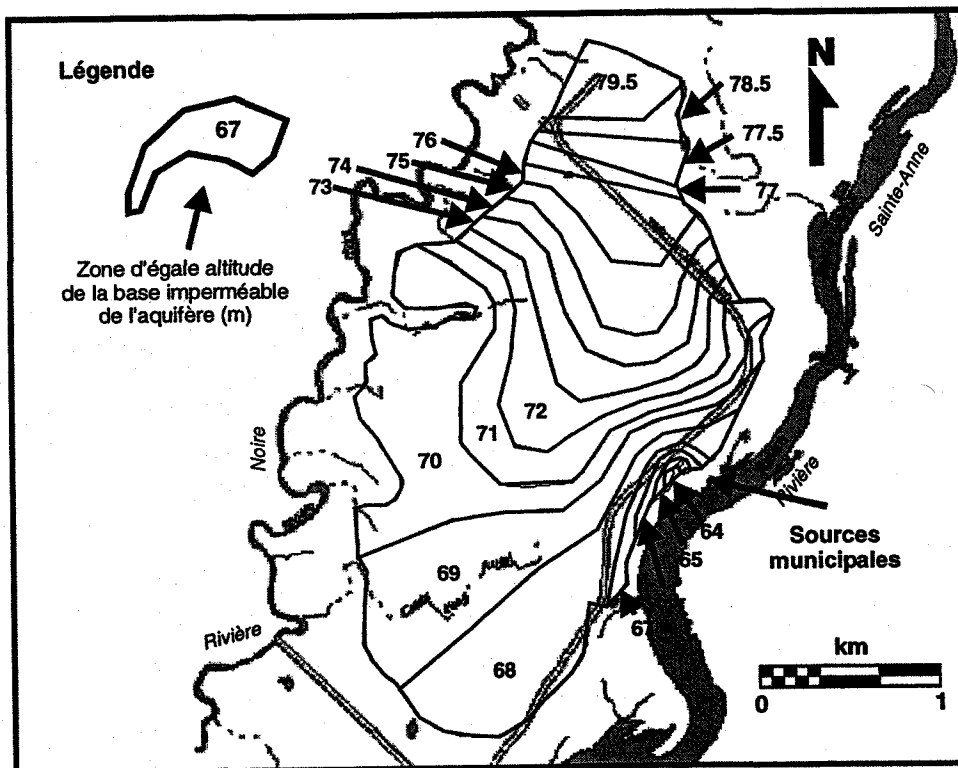 Légende
67
Zone d'égale altitude
de la base imperméable
de l'aquifère (m)
N
79.5
78.5
77.5
77
76
75
74
73
72
71
70
69
68
67
65
64
Sources
municipales
Sainte-Anne
Rivière
Noire
Rivière
km
0 1